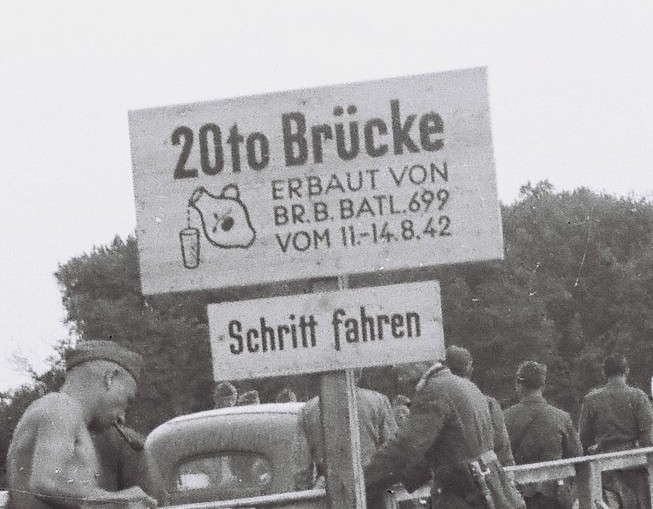 20to Brücke
ERBAUT VON
BR.B.BATL.699
VOM 11.-14.8.42
Schritt fahren